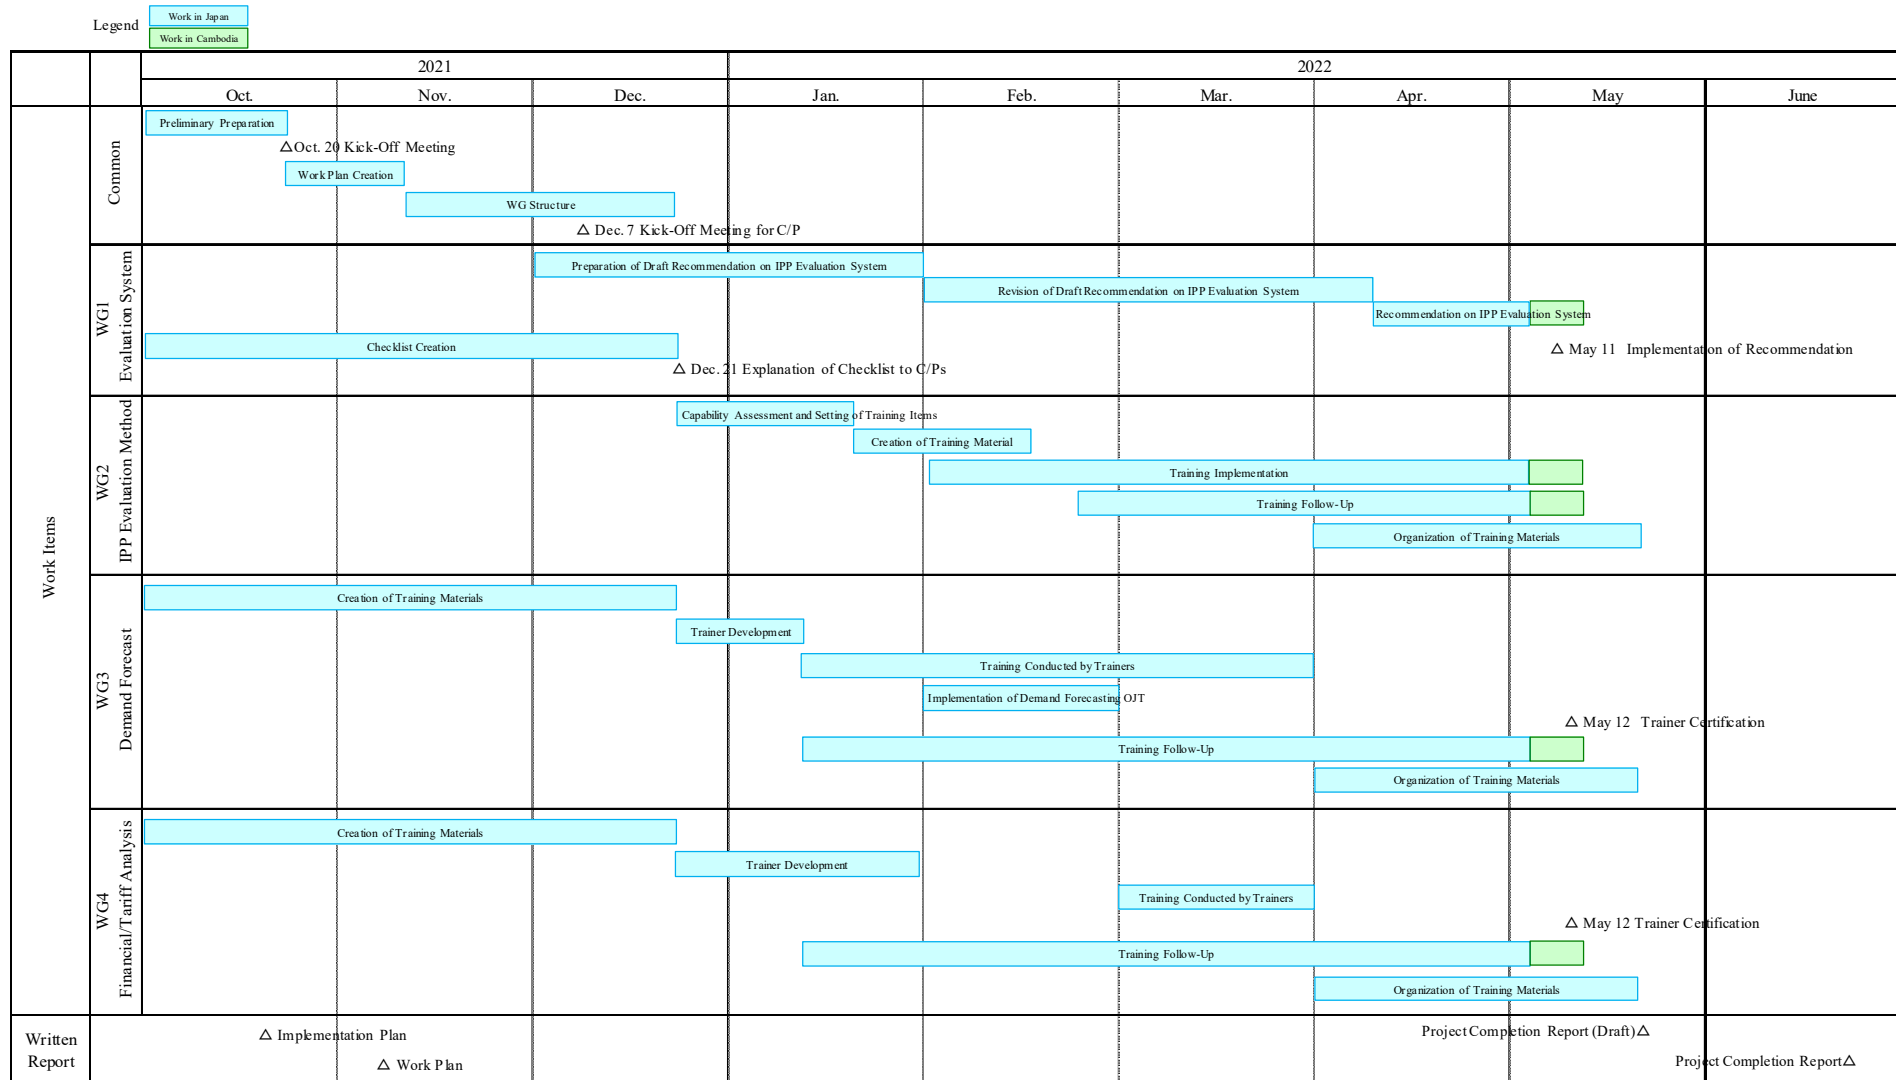 Legend
Work in Japan
Work in Cambodia
2021
2022
Oct.
Nov.
Dec.
Jan.
Feb.
Mar.
Apr.
May
June
Work Items
Common
Preliminary Preparation
△Oct. 20 Kick-Off Meeting
Work Plan Creation
WG Structure
△ Dec. 7 Kick-Off Meeting for C/P
WG1
Evaluation System
Preparation of Draft Recommendation on IPP Evaluation System
Revision of Draft Recommendation on IPP Evaluation System
Recommendation on IPP Evaluation System
Checklist Creation
△ May 11 Implementation of Recommendation
△ Dec. 21 Explanation of Checklist to C/Ps
WG2
IPP Evaluation Method
Capability Assessment and Setting of Training Items
Creation of Training Material
Training Implementation
Training Follow-Up
Organization of Training Materials
WG3
Demand Forecast
Creation of Training Materials
Trainer Development
Training Conducted by Trainers
Implementation of Demand Forecasting OJT
△ May 12 Trainer Certification
Training Follow-Up
Organization of Training Materials
WG4
Financial/Tariff Analysis
Creation of Training Materials
Trainer Development
Training Conducted by Trainers
△ May 12 Trainer Certification
Training Follow-Up
Organization of Training Materials
Written
Report
△ Implementation Plan
Project Completion Report (Draft)△
△ Work Plan
Project Completion Report△